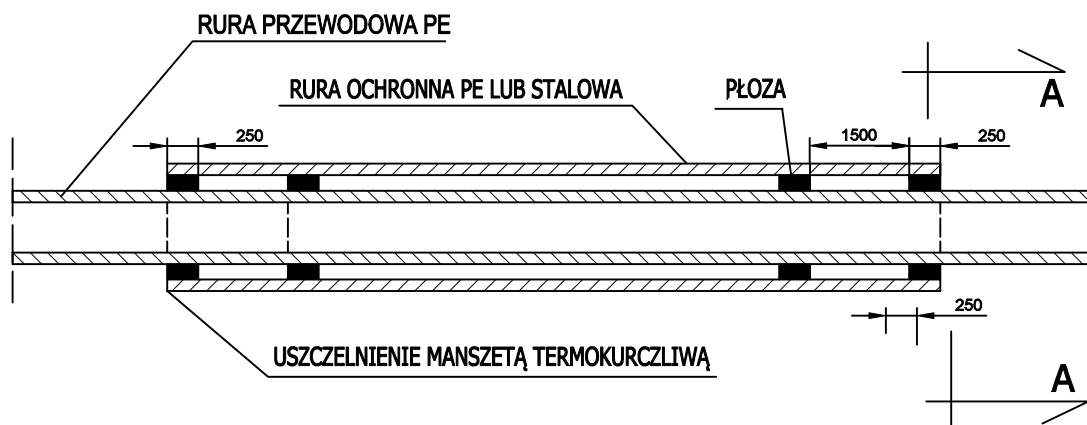 RURA PRZEWODOWA PE
RURA OCHRONNA PE LUB STALOWA
PŁOZA
A
250
1500
250
250
USZCZELNIENIE MANSZETĄ TERMOKURCZLIWĄ
A